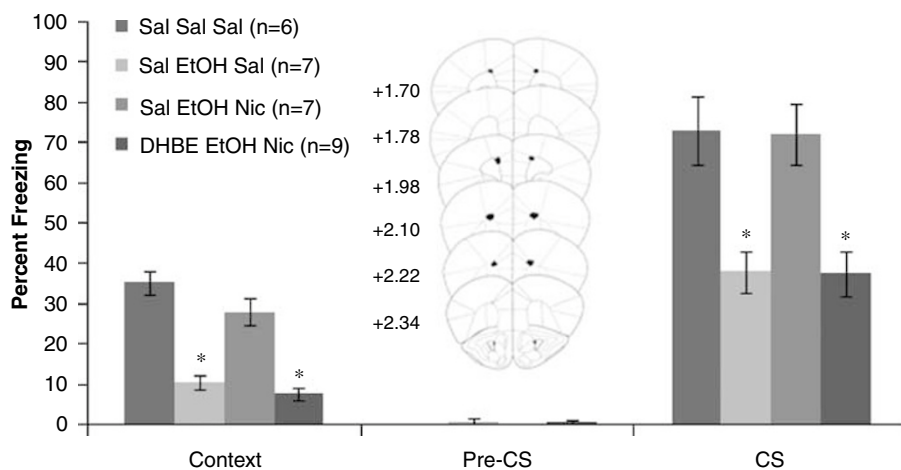 Percent Freezing
100
90
80
70
60
50
40
30
20
10
0
Sal Sal Sal (n=6)
Sal EtOH Sal (n=7)
Sal EtOH Nic (n=7)
DHBE EtOH Nic (n=9)
+1.70
+1.78
+1.98
+2.10
+2.22
+2.34
*
*
*
*
Context
Pre-CS
CS